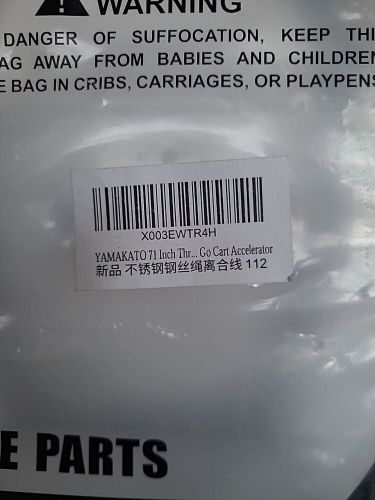 WARNING
DANGER OF SUFFOCATION, KEEP THI
AG AWAY FROM BABIES AND CHILDREN
E BAG IN CRIBS, CARRIAGES, OR PLAYPENS
X003EWTR4H
YAMAKATO 71 Inch Thr... Go Cart Accelerator
新品 不锈钢钢丝绳离合线 112
E PARTS